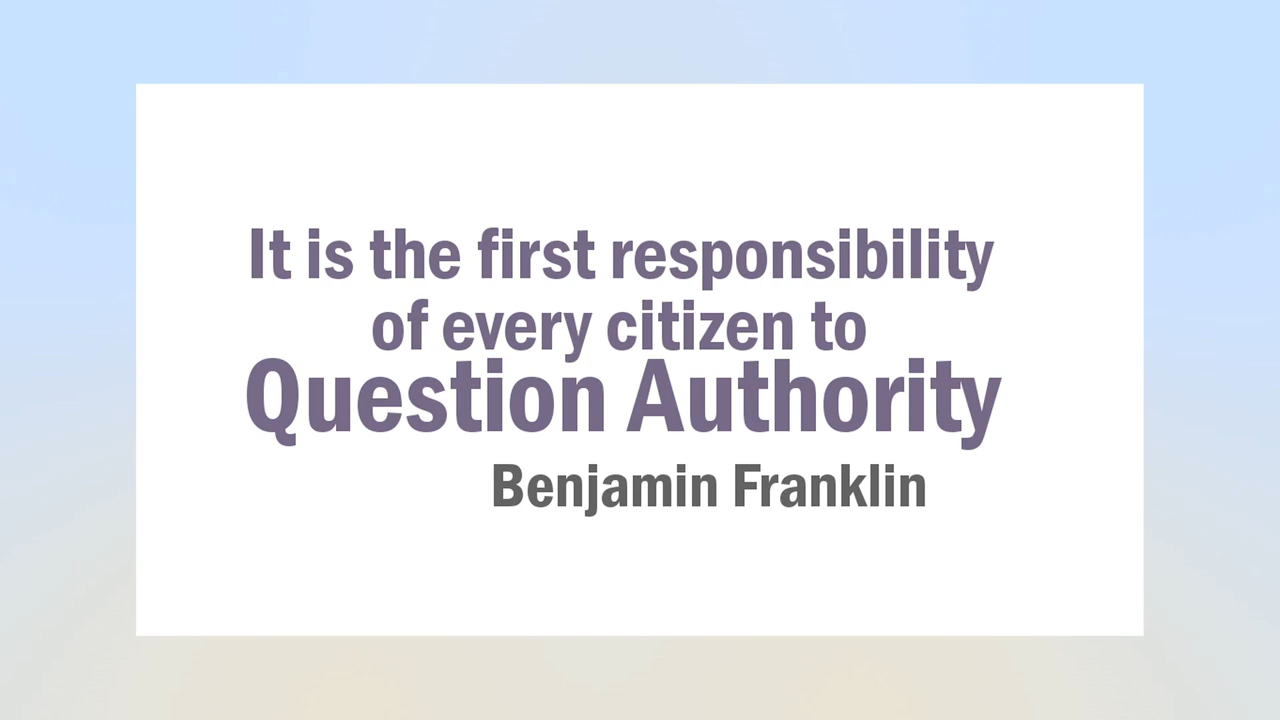 It is the first responsibility
of every citizen to
Question Authority
Benjamin Franklin